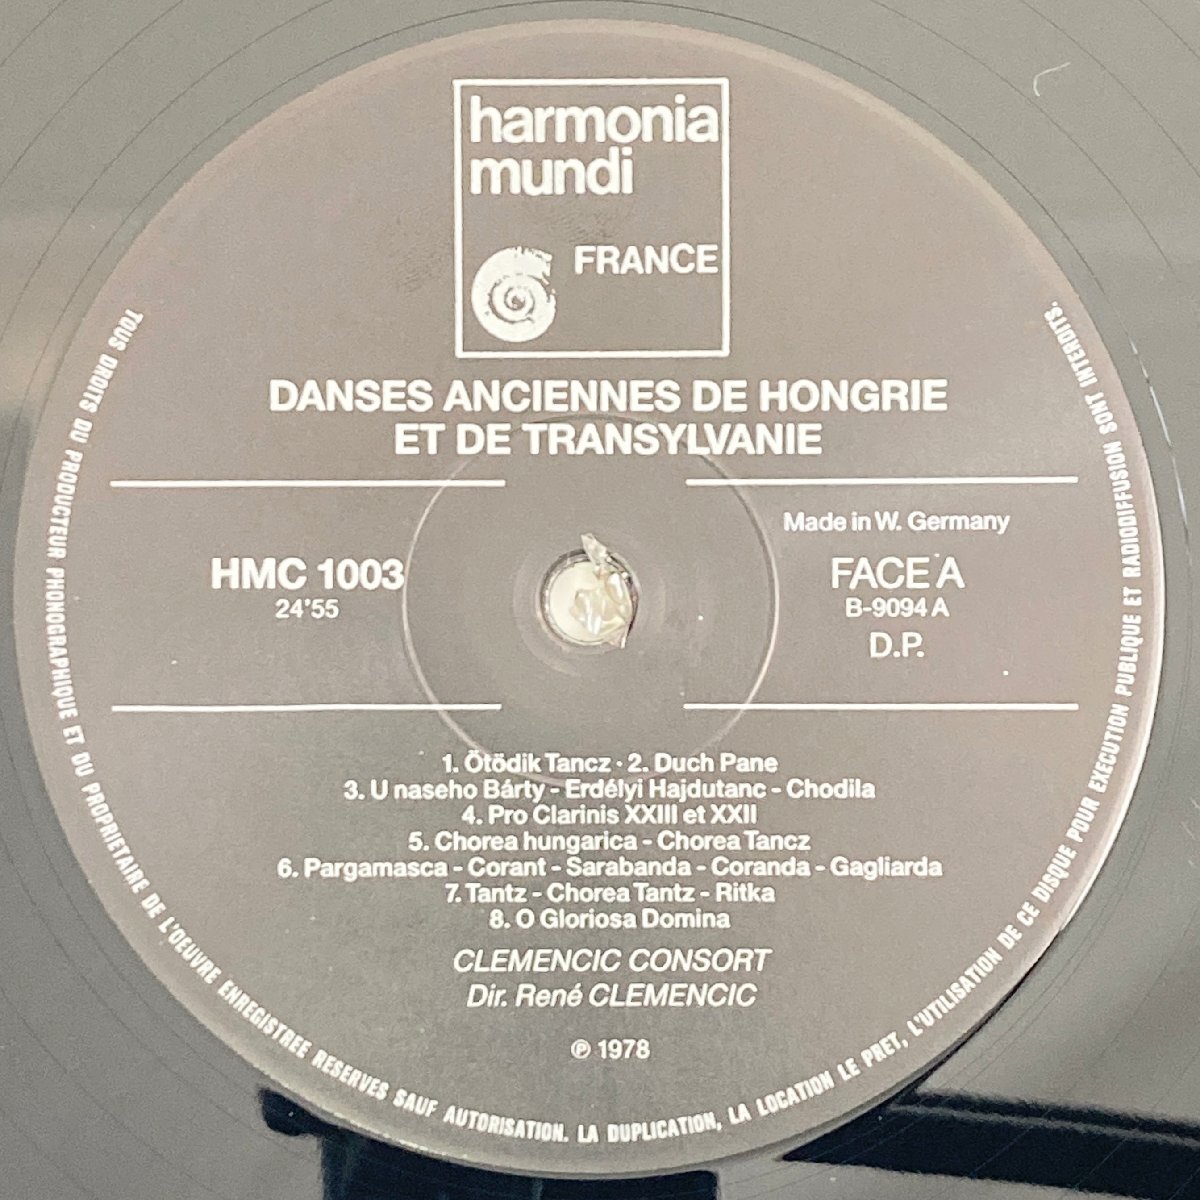 harmonia
mundi
FRANCE
DANSES ANCIENNES DE HONGRIE
ET DE TRANSYLVANIE
Made in W. Germany
HMC 1003
24'55
FACE A
B-9094 A
D.P.
1. Ötödik Tancz · 2. Duch Pane
3. U naseho Bárty - Erdélyi Hajdutanc - Chodila
4. Pro Clarinis XXIII et XXII
5. Chorea hungarica - Chorea Tancz
6. Pargamasca - Corant - Sarabanda - Coranda - Gagliarda
7. Tantz - Chorea Tantz - Ritka
8. O Gloriosa Domina
CLEMENCIC CONSORT
Dir. René CLEMENCIC
℗ 1978
TOUS DROITS DU PRODUCTEUR PHONOGRAPHIQUE ET DU PROPRIETAIRE DE L'OEUVRE ENREGISTREE RESERVES SAUF AUTORISATION. LA DUPLICATION, LA LOCATION LE PRET, L'UTILISATION DE CE DISQUE POUR EXECUTION PUBLIQUE ET RADIODIFFUSION SONT INTERDITS.